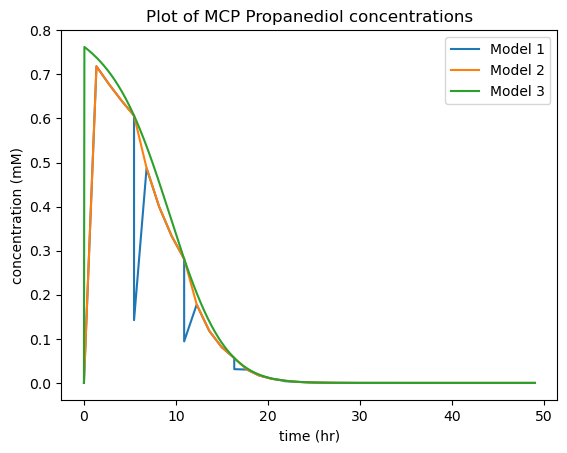 Plot of MCP Propanediol concentrations
0.8
0.7
0.6
0.5
0.4
0.3
0.2
0.1
0.0
concentration (mM)
Model 1
Model 2
Model 3
0 10 20 30 40 50
time (hr)